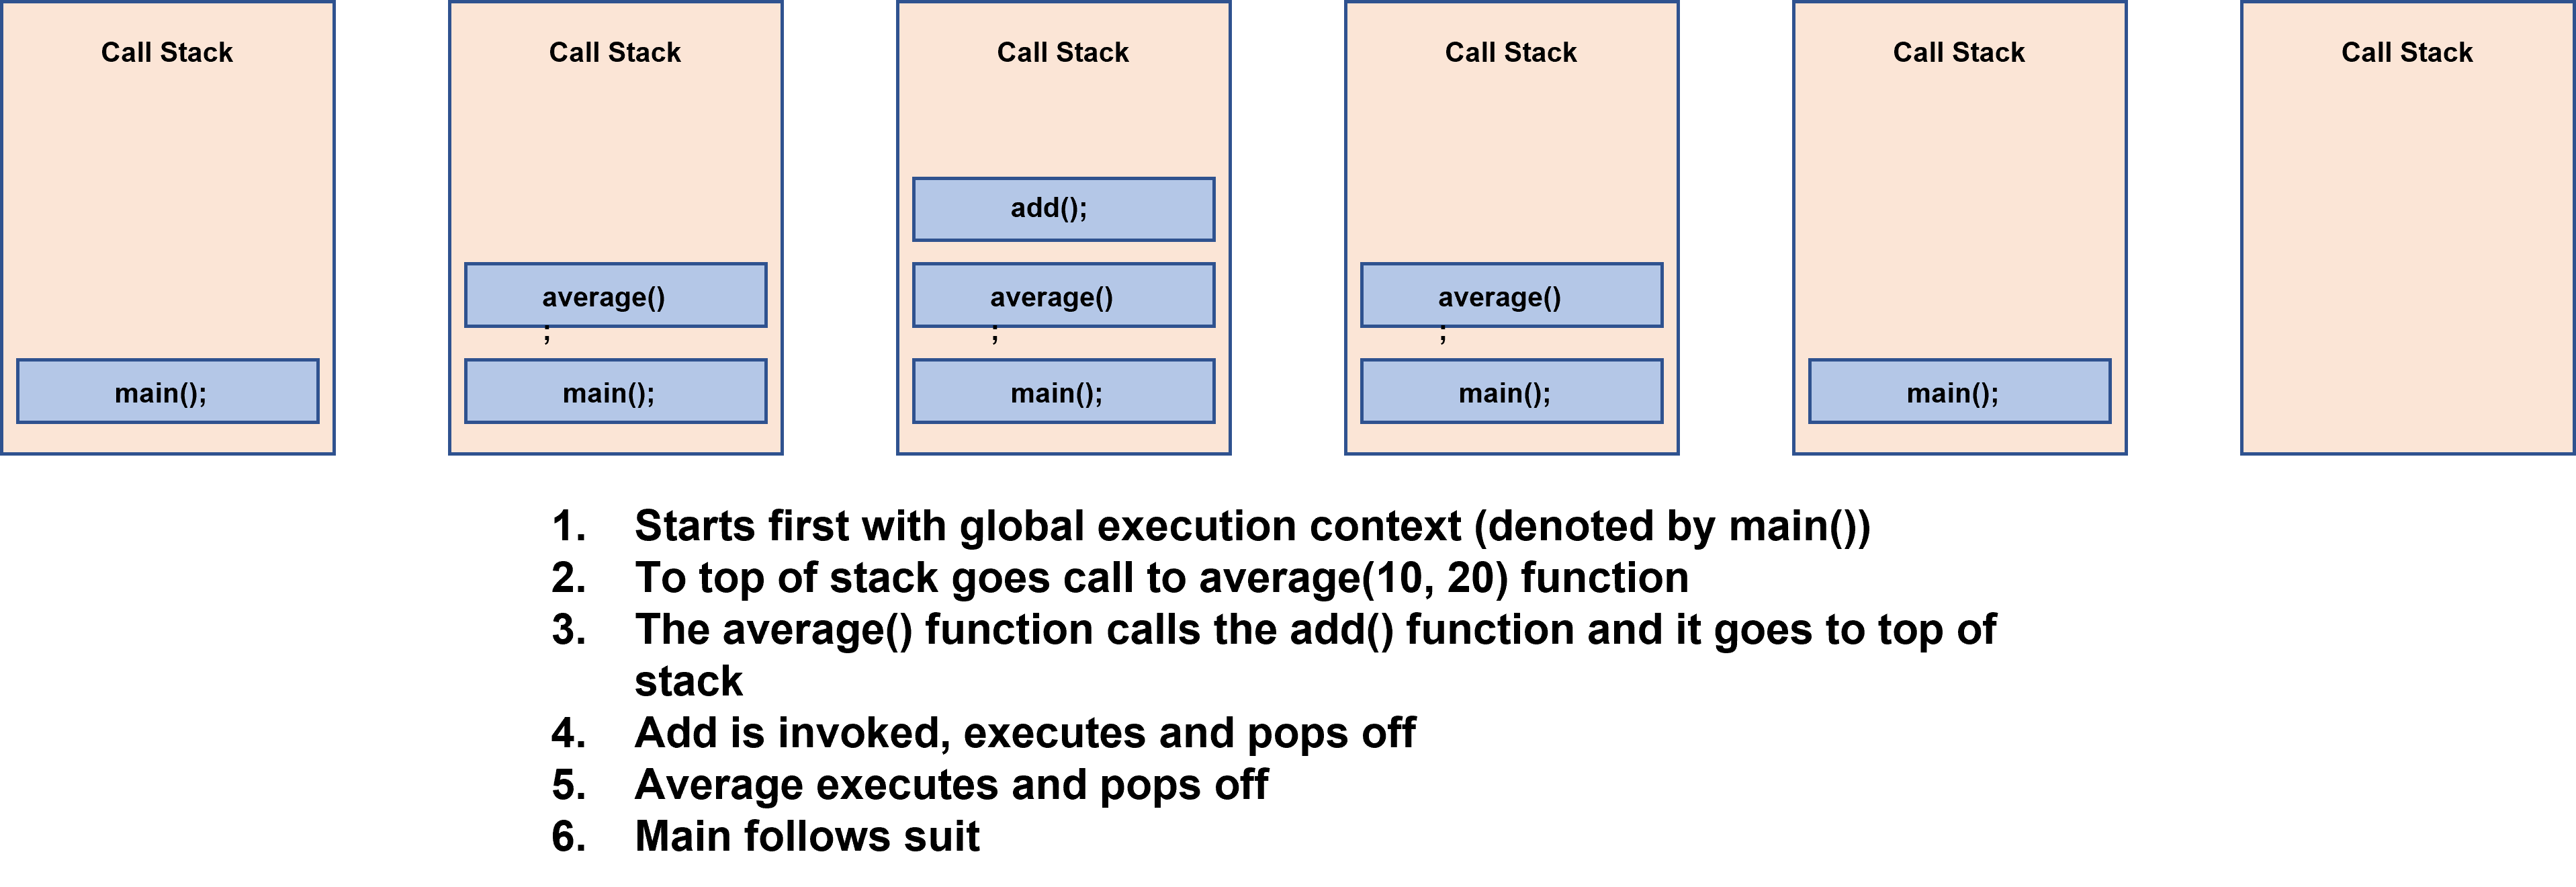 Call Stack
main();
Call Stack
average()
;
main();
Call Stack
add();
average()
;
main();
Call Stack
average()
;
main();
Call Stack
main();
Call Stack
1. Starts first with global execution context (denoted by main())
2. To top of stack goes call to average(10, 20) function
3. The average() function calls the add() function and it goes to top of
stack
4. Add is invoked, executes and pops off
5. Average executes and pops off
6. Main follows suit